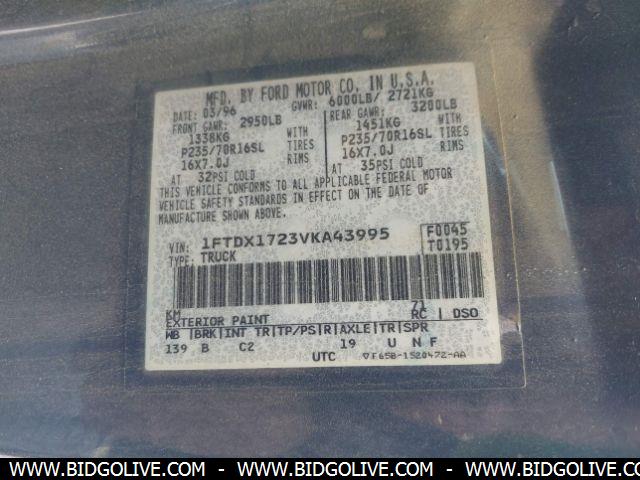 MFD. BY FORD MOTOR CO. IN U.S.A.
DATE: 03/96 GVWR: 6000LB/ 2721KG
FRONT GAWR: 2950LB REAR GAWR: 3200LB
1338KG WITH 1451KG WITH
P235/70R16SL TIRES P235/70R16SL TIRES
16X7.0J RIMS 16X7.0J RIMS
AT 32PSI COLD AT 35PSI COLD
THIS VEHICLE CONFORMS TO ALL APPLICABLE FEDERAL MOTOR
VEHICLE SAFETY STANDARDS IN EFFECT ON THE DATE OF
MANUFACTURE SHOWN ABOVE.
VIN: 1FTDX1723VKA43995 F0045
TYPE: TRUCK T0195
KM 71
EXTERIOR PAINT RC | DSO
WB |BRK|INT TR|TP/PS|R|AXLE|TR|SPR
139 B C2 19 U N F
UTC ▽F65B-1520472-AA
WWW.BIDGOLIVE.COM - WWW.BIDGOLIVE.COM - WWW.BIDGOLIVE.COM